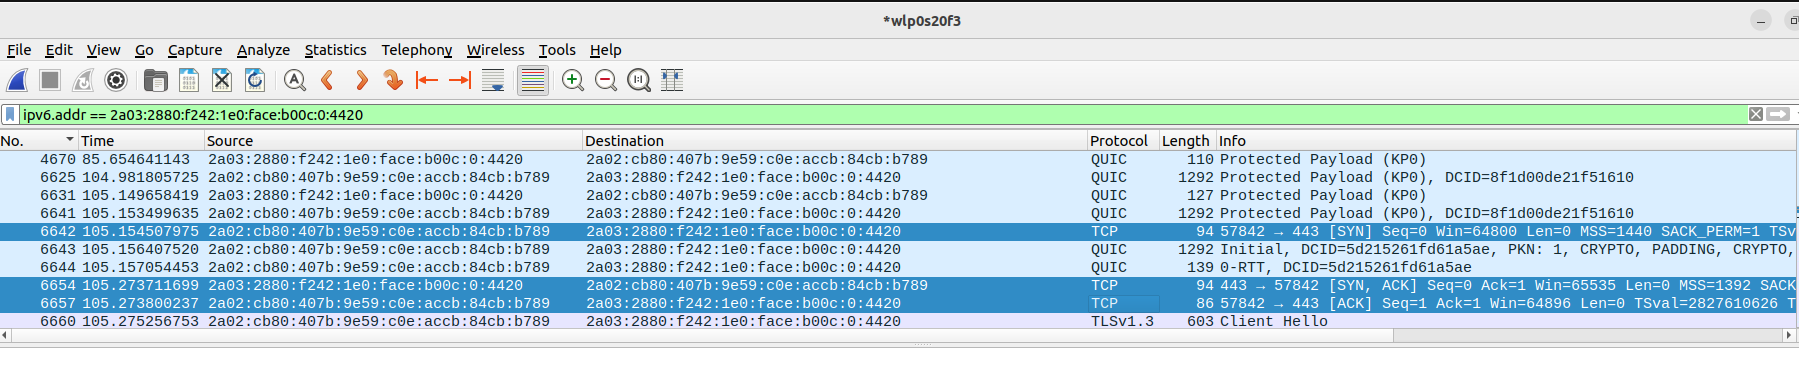 *wlp0s20f3
File Edit View Go Capture Analyze Statistics Telephony Wireless Tools Help
ipv6.addr == 2a03:2880:f242:1e0:face:b00c:0:4420
No. Time Source Destination Protocol Length Info
4670 85.654641143 2a03:2880:f242:1e0:face:b00c:0:4420 2a02:cb80:407b:9e59:c0e:accb:84cb:b789 QUIC 110 Protected Payload (KP0)
6625 104.981805725 2a02:cb80:407b:9e59:c0e:accb:84cb:b789 2a03:2880:f242:1e0:face:b00c:0:4420 QUIC 1292 Protected Payload (KP0), DCID=8f1d00de21f51610
6631 105.149658419 2a03:2880:f242:1e0:face:b00c:0:4420 2a02:cb80:407b:9e59:c0e:accb:84cb:b789 QUIC 127 Protected Payload (KP0)
6641 105.153499635 2a02:cb80:407b:9e59:c0e:accb:84cb:b789 2a03:2880:f242:1e0:face:b00c:0:4420 QUIC 1292 Protected Payload (KP0), DCID=8f1d00de21f51610
6642 105.154507975 2a02:cb80:407b:9e59:c0e:accb:84cb:b789 2a03:2880:f242:1e0:face:b00c:0:4420 TCP 94 57842 → 443 [SYN] Seq=0 Win=64800 Len=0 MSS=1440 SACK_PERM=1 TSv
6643 105.156407520 2a02:cb80:407b:9e59:c0e:accb:84cb:b789 2a03:2880:f242:1e0:face:b00c:0:4420 QUIC 1292 Initial, DCID=5d215261fd61a5ae, PKN: 1, CRYPTO, PADDING, CRYPTO,
6644 105.157054453 2a02:cb80:407b:9e59:c0e:accb:84cb:b789 2a03:2880:f242:1e0:face:b00c:0:4420 QUIC 139 0-RTT, DCID=5d215261fd61a5ae
6654 105.273711699 2a03:2880:f242:1e0:face:b00c:0:4420 2a02:cb80:407b:9e59:c0e:accb:84cb:b789 TCP 94 443 → 57842 [SYN, ACK] Seq=0 Ack=1 Win=65535 Len=0 MSS=1392 SACK
6657 105.273800237 2a02:cb80:407b:9e59:c0e:accb:84cb:b789 2a03:2880:f242:1e0:face:b00c:0:4420 TCP 86 57842 → 443 [ACK] Seq=1 Ack=1 Win=64896 Len=0 TSval=2827610626 T
6660 105.275256753 2a02:cb80:407b:9e59:c0e:accb:84cb:b789 2a03:2880:f242:1e0:face:b00c:0:4420 TLSv1.3 603 Client Hello